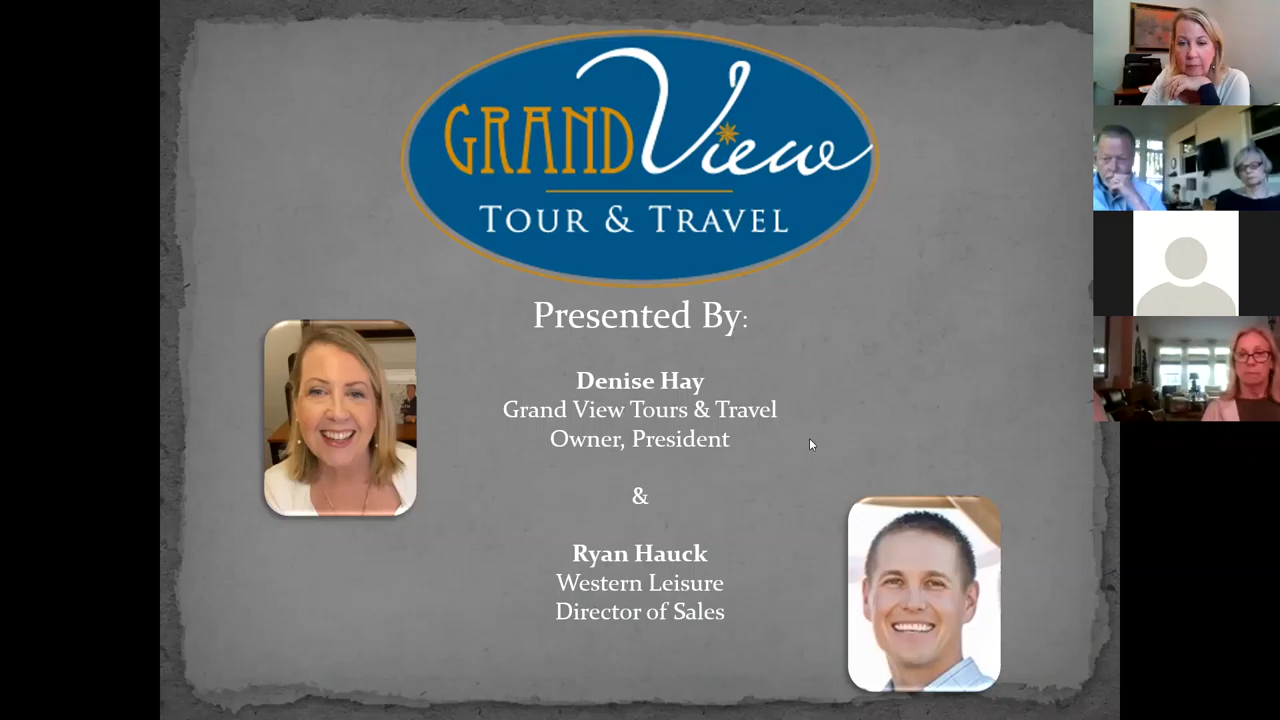 GRAND View
TOUR & TRAVEL
Presented By:
Denise Hay
Grand View Tours & Travel
Owner, President
&
Ryan Hauck
Western Leisure
Director of Sales